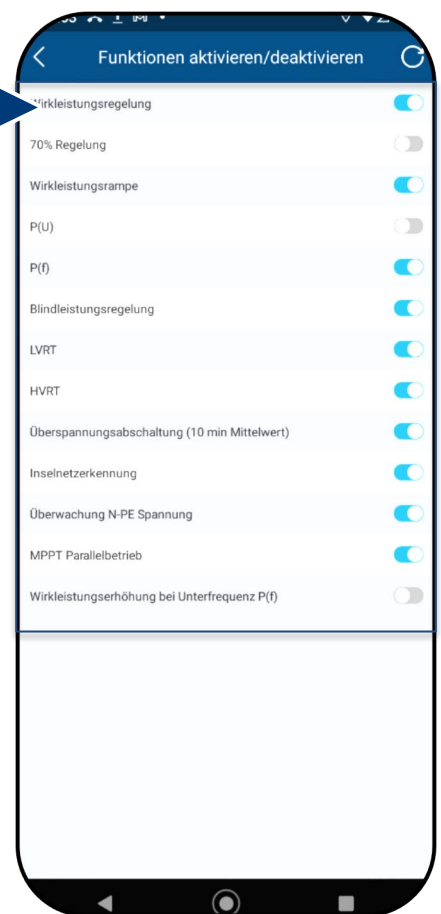 Funktionen aktivieren/deaktivieren
Wirkleistungsregelung
70% Regelung
Wirkleistungsrampe
P(U)
P(f)
Blindleistungsregelung
LVRT
HVRT
Überspannungsabschaltung (10 min Mittelwert)
Inselnetzerkennung
Überwachung N-PE Spannung
MPPT Parallelbetrieb
Wirkleistungserhöhung bei Unterfrequenz P(f)